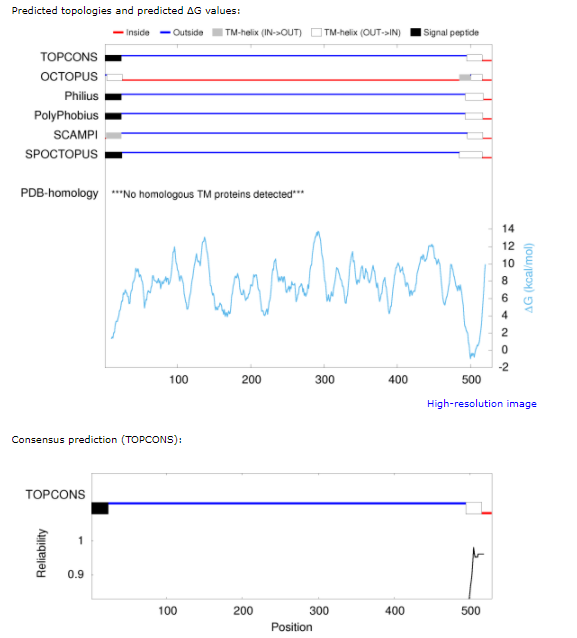 Predicted topologies and predicted ΔG values:
Inside Outside TM-helix (IN->OUT) TM-helix (OUT->IN) Signal peptide
TOPCONS
OCTOPUS
Philius
PolyPhobius
SCAMPI
SPOCTOPUS
PDB-homology ***No homologous TM proteins detected***
14
12
10
8
6
4
2
0
-2
ΔG (kcal/mol)
100 200 300 400 500
High-resolution image
Consensus prediction (TOPCONS):
TOPCONS
Reliability
1
0.9
100 200 300 400 500
Position